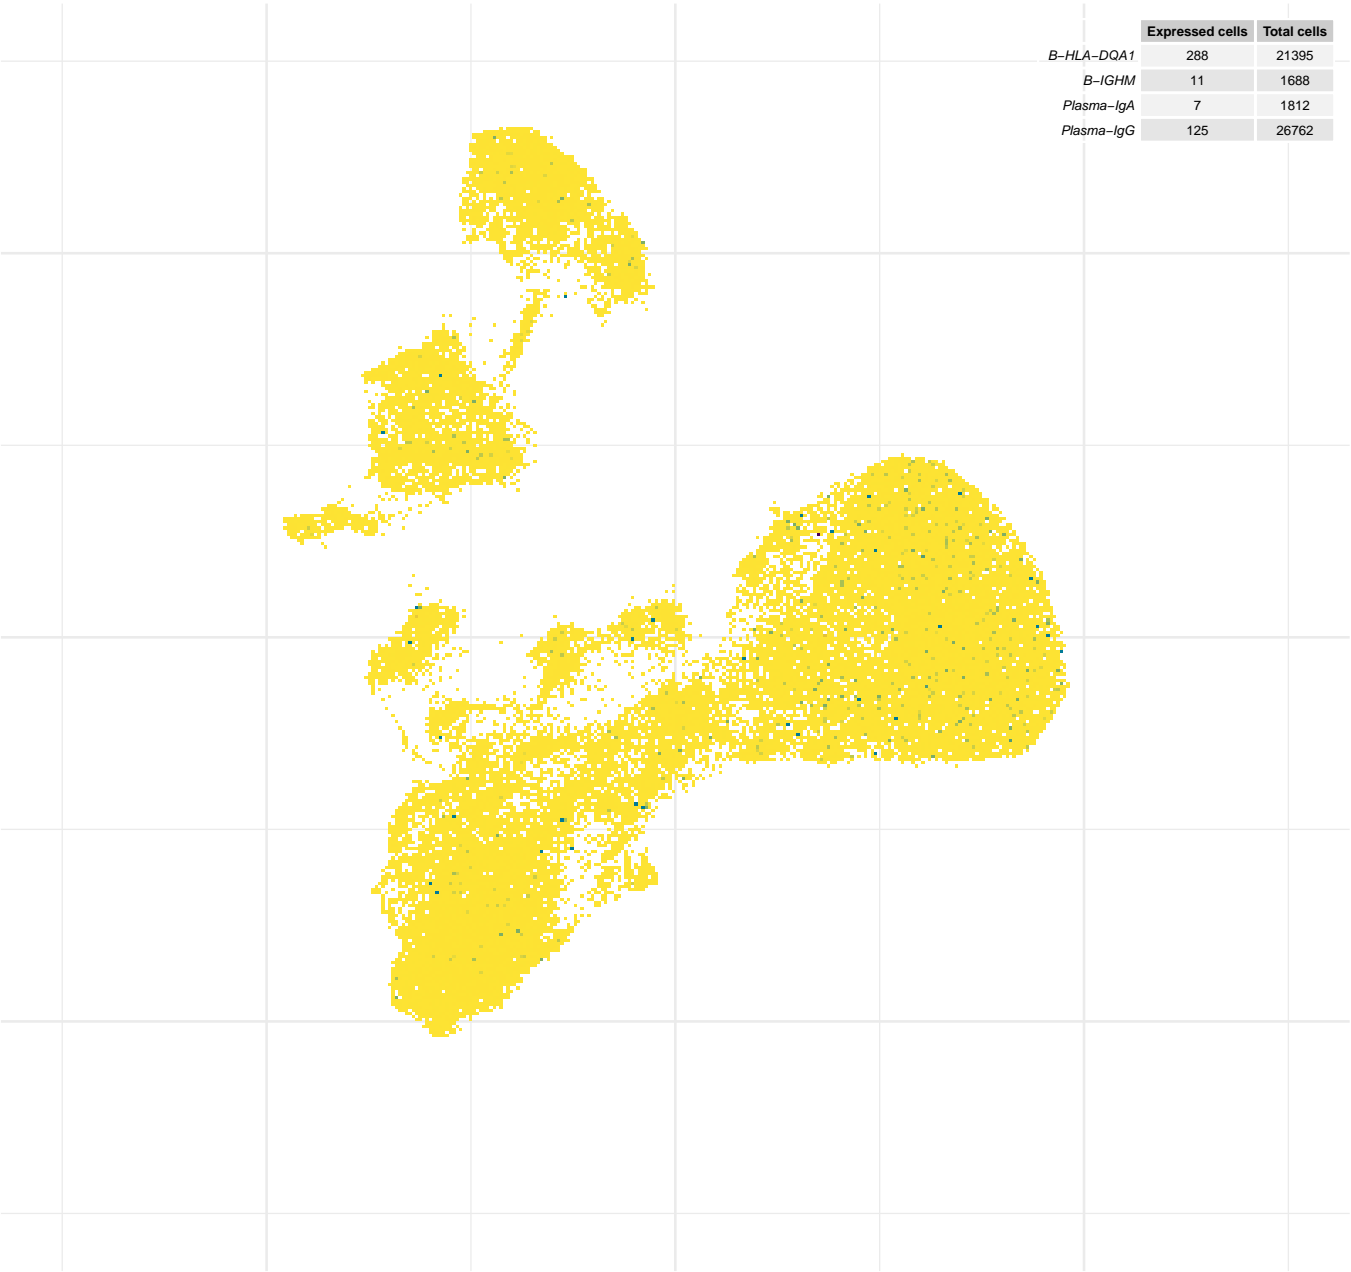 Expressed cells Total cells
B−HLA−DQA1 288 21395
B−IGHM 11 1688
Plasma−IgA 7 1812
Plasma−IgG 125 26762